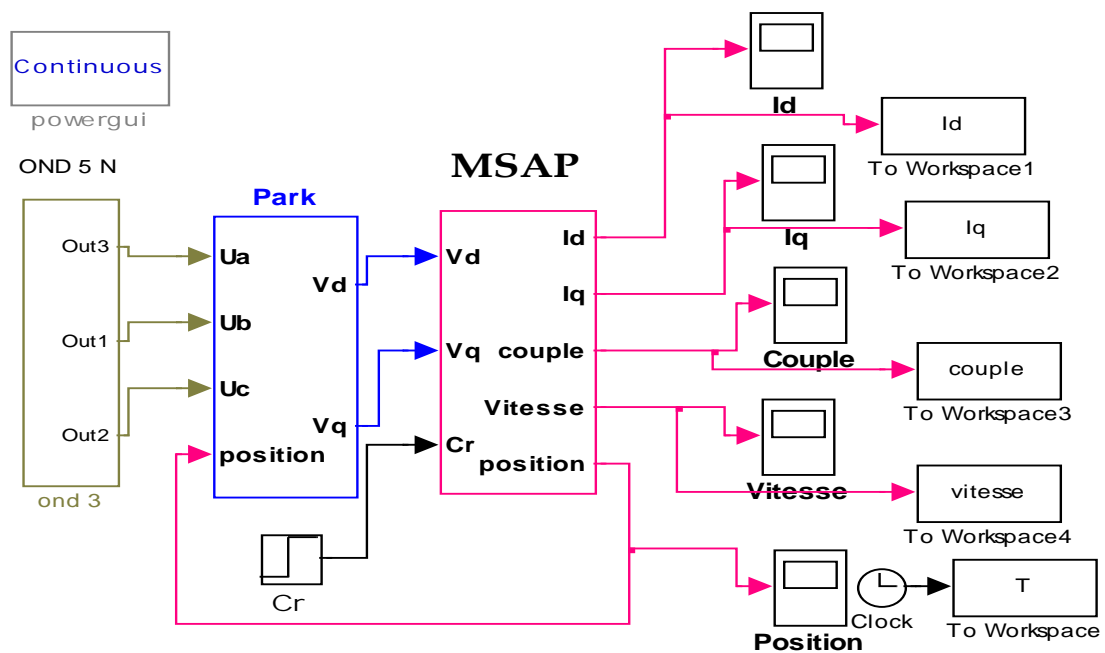 Continuous
powergui
OND 5 N
Out3
Out1
Out2
ond 3
Park
Ua
Ub
Uc
position
Vd
Vq
Cr
MSAP
Vd
Vq
Cr
Id
Iq
couple
Vitesse
position
Id
Id
To Workspace1
Iq
Iq
To Workspace2
Couple
couple
To Workspace3
Vitesse
vitesse
To Workspace4
Position
Clock
T
To Workspace